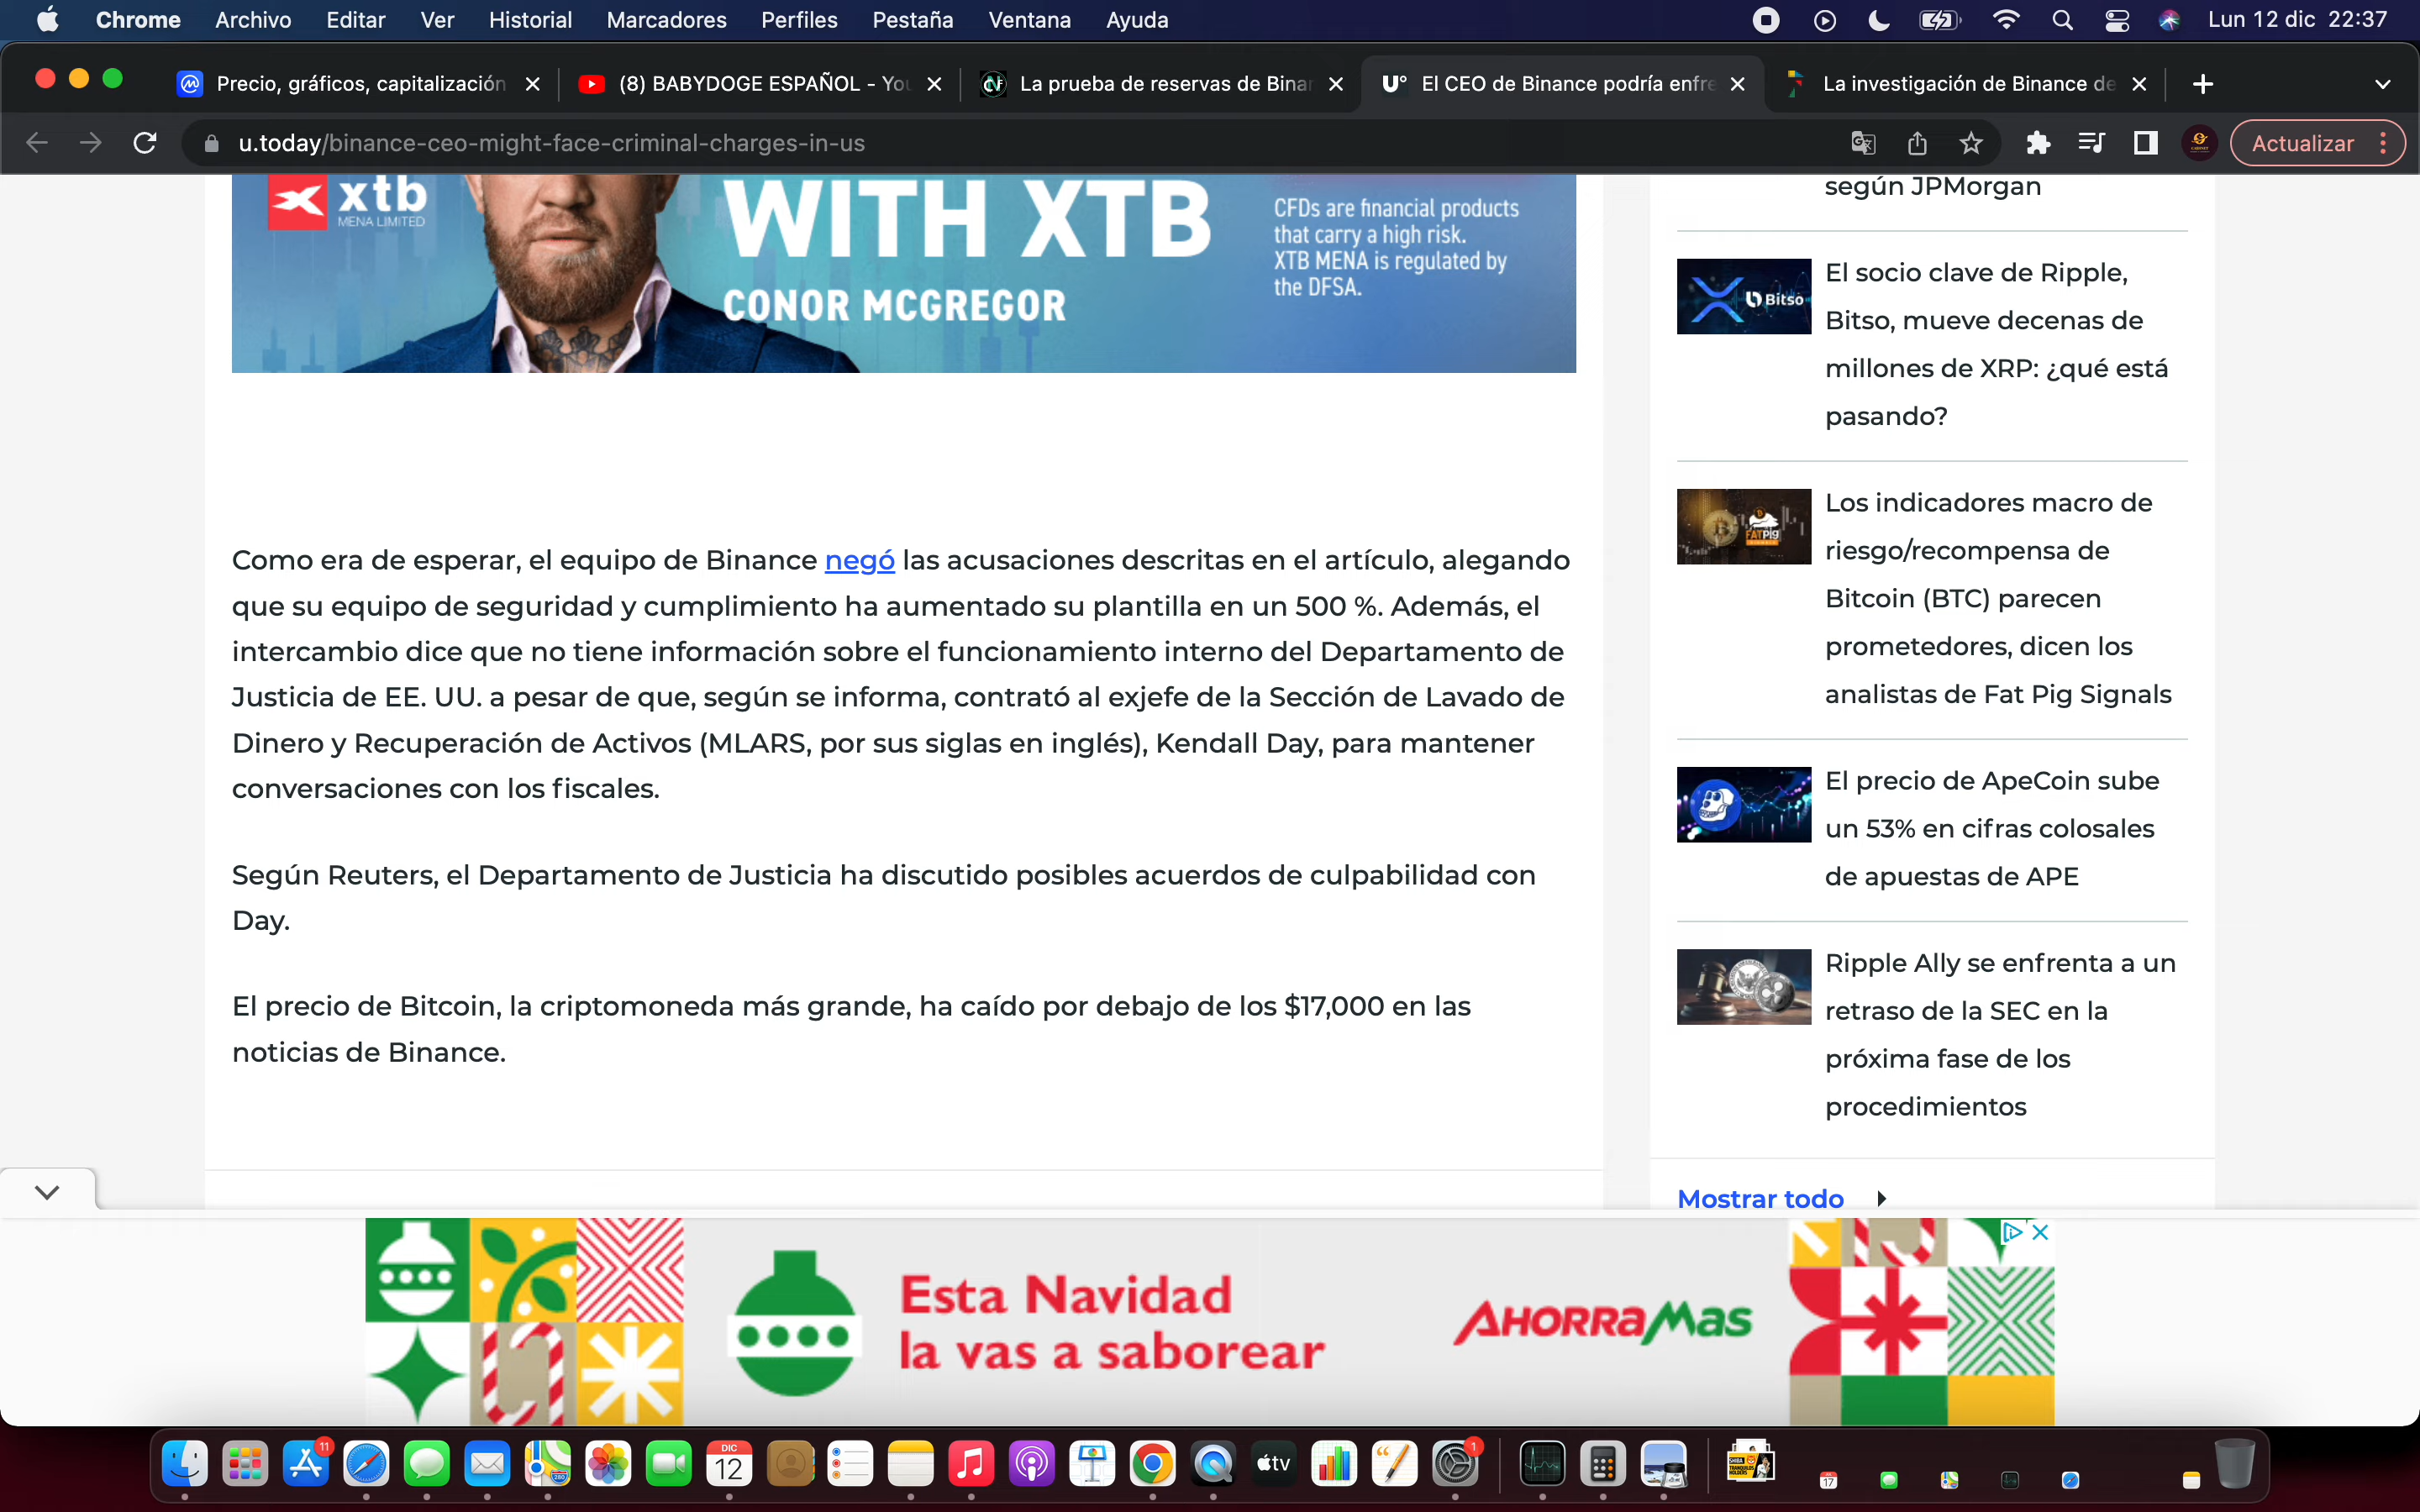 Chrome Archivo Editar Ver Historial Marcadores Perfiles Pestaña Ventana Ayuda Lun 12 dic 22:37
Precio, gráficos, capitalización (8) BABYDOGE ESPAÑOL - You La prueba de reservas de Binan U° El CEO de Binance podría enfre La investigación de Binance de
u.today/binance-ceo-might-face-criminal-charges-in-us Actualizar
xtb
MENA LIMITED
WITH XTB
CONOR MCGREGOR
CFDs are financial products
that carry a high risk.
XTB MENA is regulated by
the DFSA.
Como era de esperar, el equipo de Binance negó las acusaciones descritas en el artículo, alegando
que su equipo de seguridad y cumplimiento ha aumentado su plantilla en un 500 %. Además, el
intercambio dice que no tiene información sobre el funcionamiento interno del Departamento de
Justicia de EE. UU. a pesar de que, según se informa, contrató al exjefe de la Sección de Lavado de
Dinero y Recuperación de Activos (MLARS, por sus siglas en inglés), Kendall Day, para mantener
conversaciones con los fiscales.
Según Reuters, el Departamento de Justicia ha discutido posibles acuerdos de culpabilidad con
Day.
El precio de Bitcoin, la criptomoneda más grande, ha caído por debajo de los $17,000 en las
noticias de Binance.
según JPMorgan
Bitso
El socio clave de Ripple,
Bitso, mueve decenas de
millones de XRP: ¿qué está
pasando?
FATPIG
Los indicadores macro de
riesgo/recompensa de
Bitcoin (BTC) parecen
prometedores, dicen los
analistas de Fat Pig Signals
El precio de ApeCoin sube
un 53% en cifras colosales
de apuestas de APE
Ripple Ally se enfrenta a un
retraso de la SEC en la
próxima fase de los
procedimientos
Mostrar todo
Esta Navidad
la vas a saborear
AHORRAMAS
11
DIC
12
280
tv
1
SHIBA
17